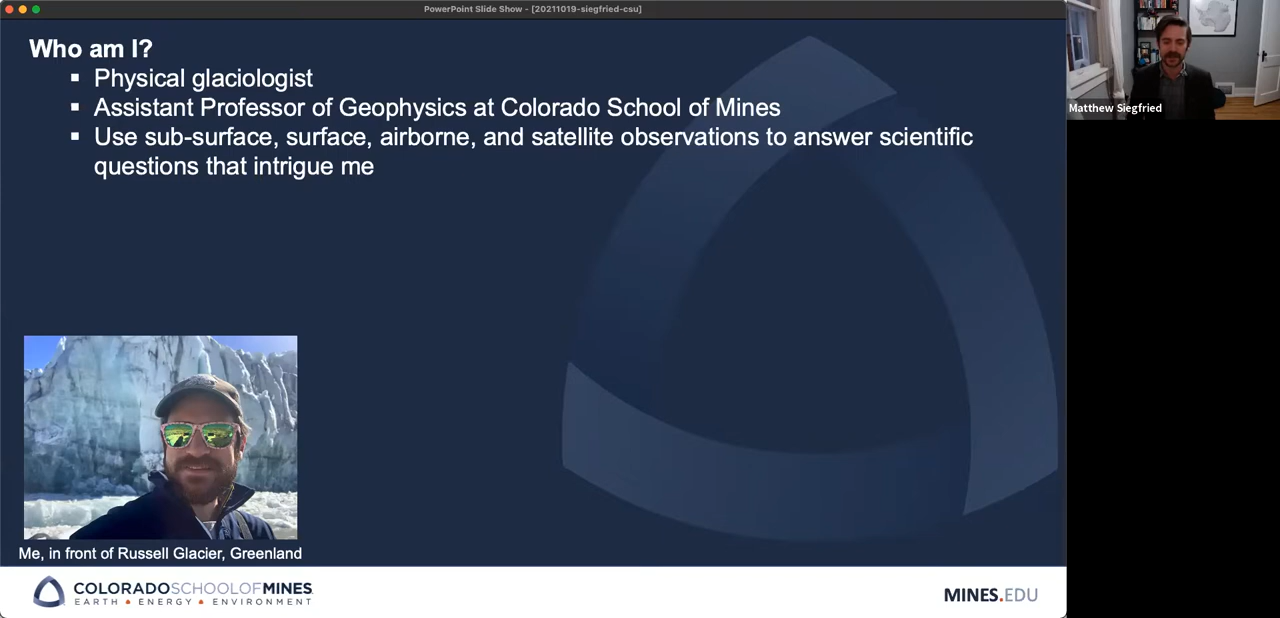 PowerPoint Slide Show - [20211019-siegfried-csu]
Who am I?
▪ Physical glaciologist
▪ Assistant Professor of Geophysics at Colorado School of Mines
▪ Use sub-surface, surface, airborne, and satellite observations to answer scientific
questions that intrigue me
Matthew Siegfried
Me, in front of Russell Glacier, Greenland
COLORADOSCHOOLOFMINES
EARTH • ENERGY • ENVIRONMENT
MINES.EDU